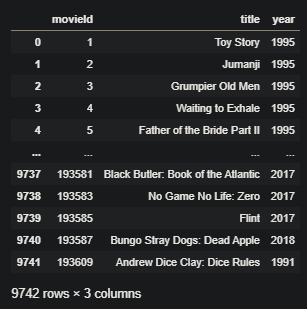 movieId title year
0 1 Toy Story 1995
1 2 Jumanji 1995
2 3 Grumpier Old Men 1995
3 4 Waiting to Exhale 1995
4 5 Father of the Bride Part II 1995
... ... ... ...
9737 193581 Black Butler: Book of the Atlantic 2017
9738 193583 No Game No Life: Zero 2017
9739 193585 Flint 2017
9740 193587 Bungo Stray Dogs: Dead Apple 2018
9741 193609 Andrew Dice Clay: Dice Rules 1991
9742 rows × 3 columns